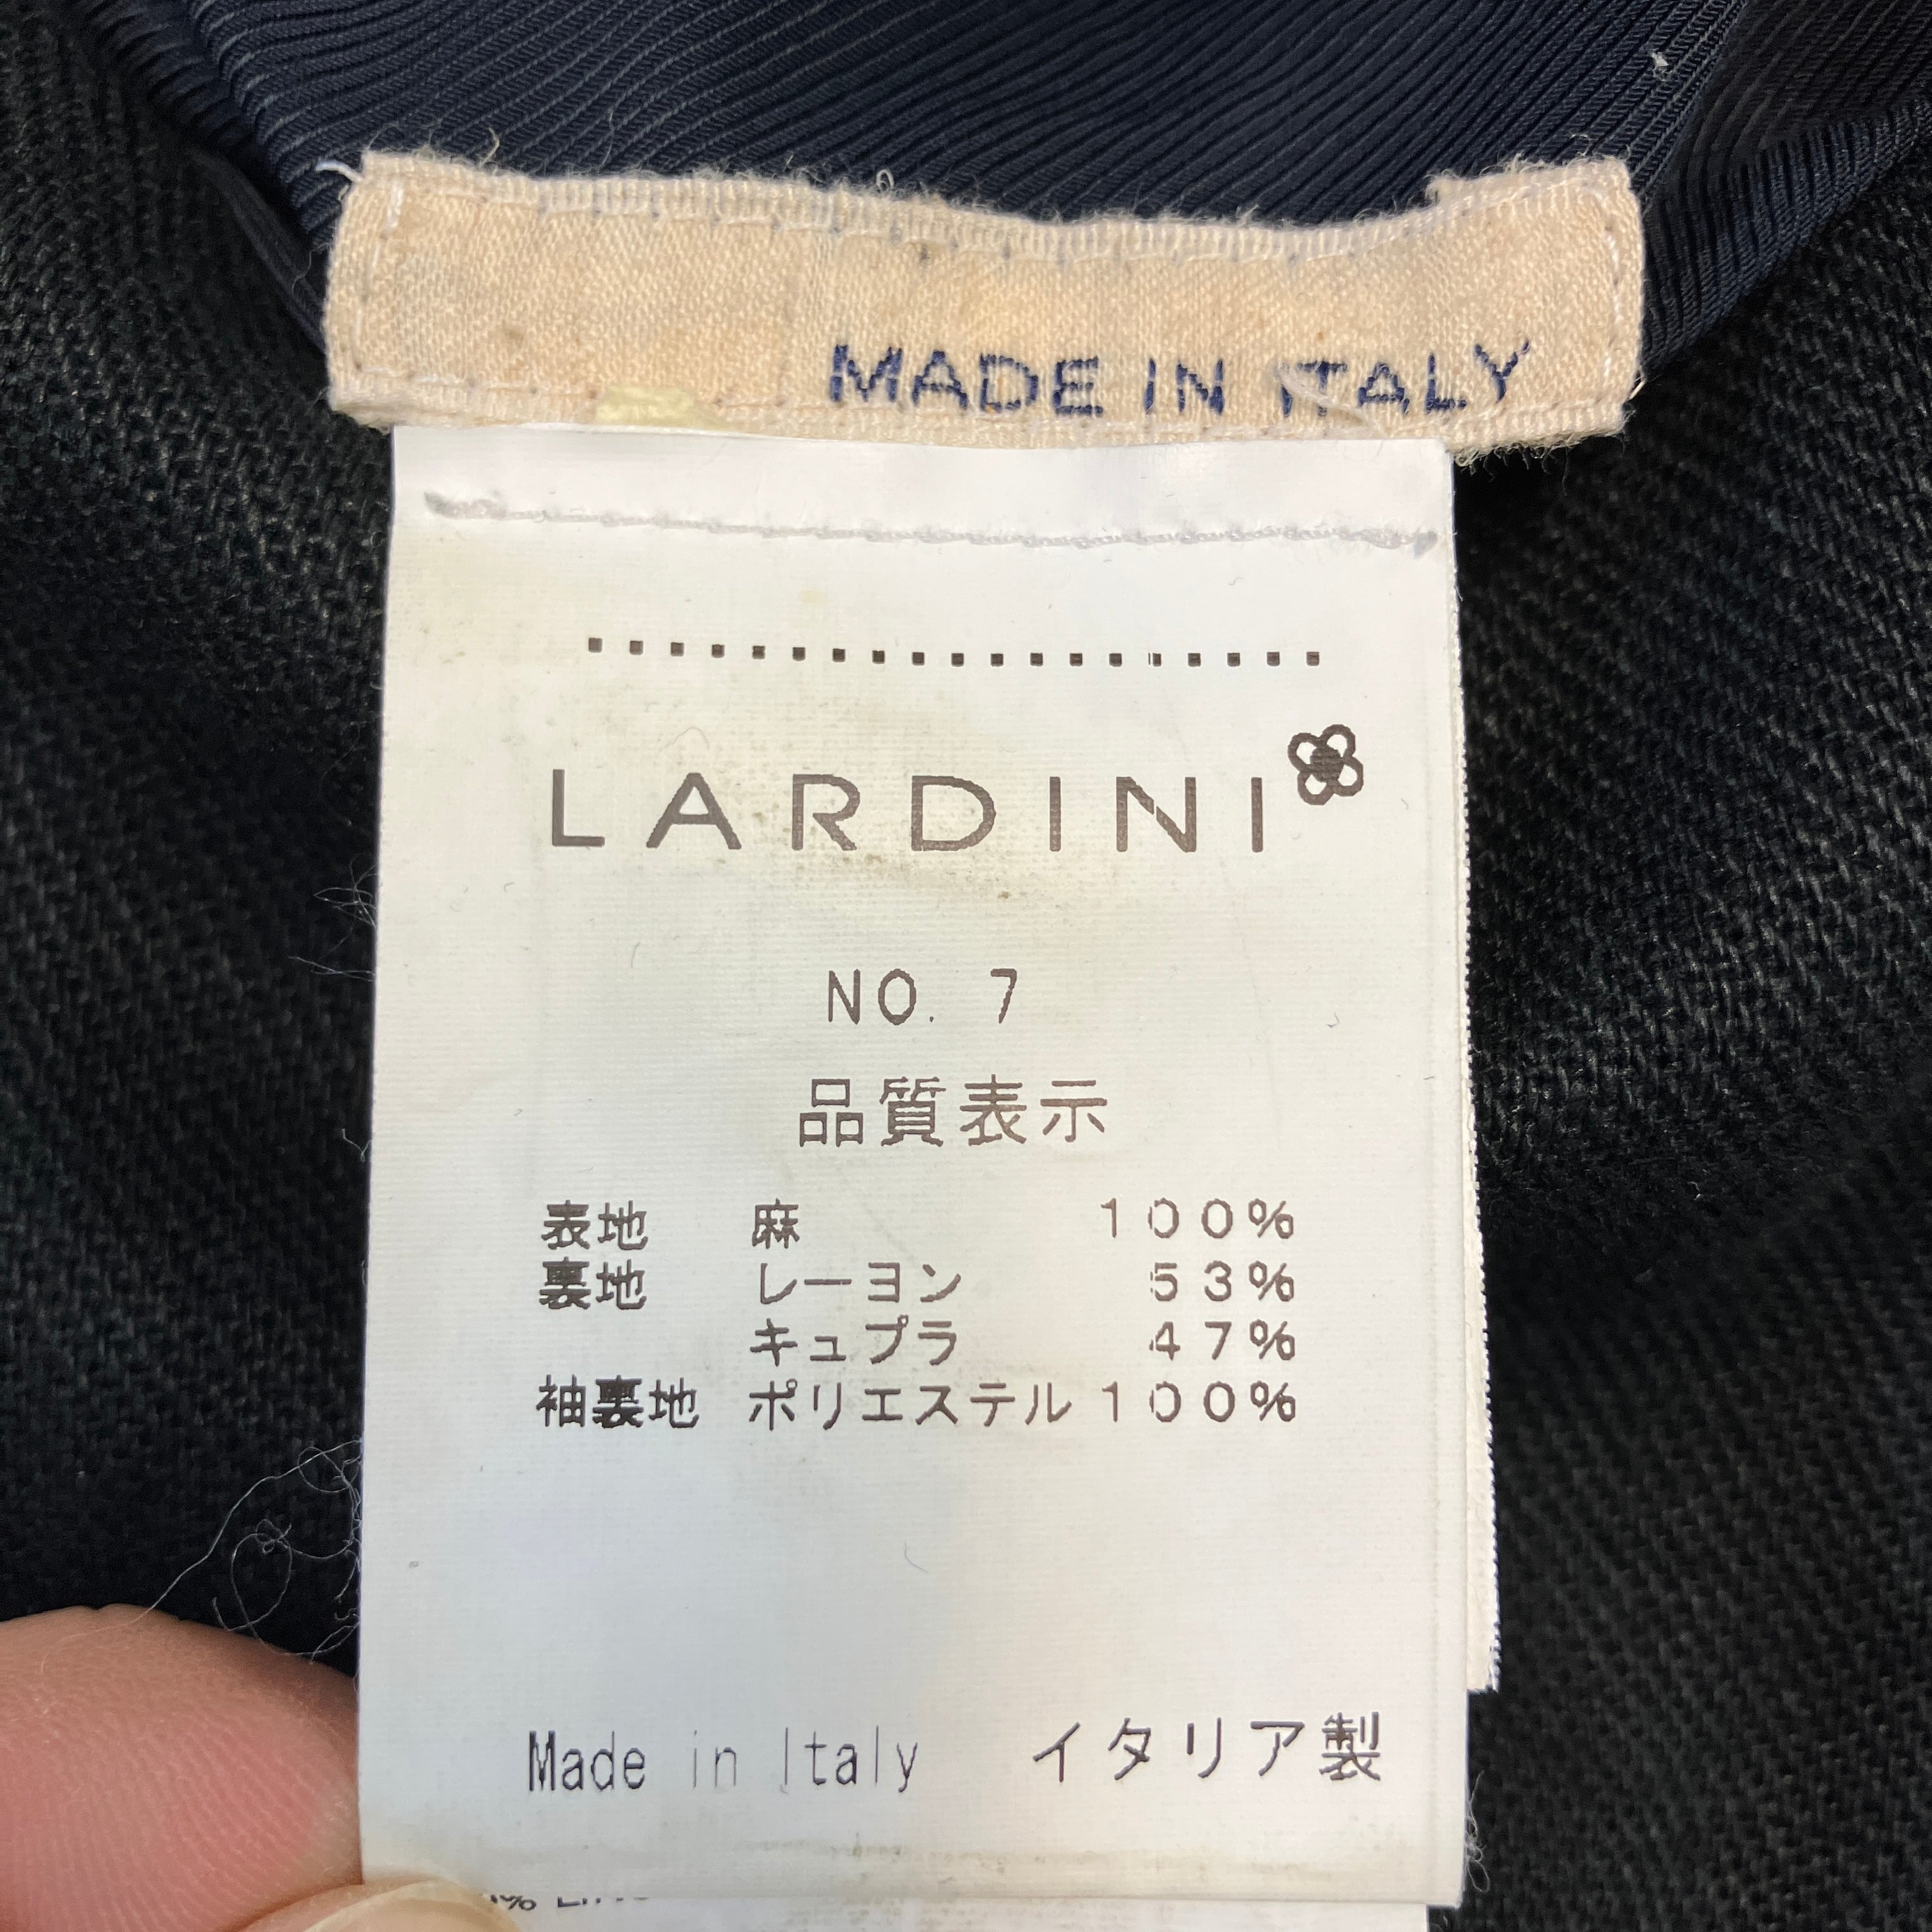 MADE IN ITALY
LARDINI
NO. 7
品質表示
表地 麻 100%
裏地 レーヨン 53%
キュプラ 47%
袖裏地 ポリエステル 100%
Made in Italy イタリア製